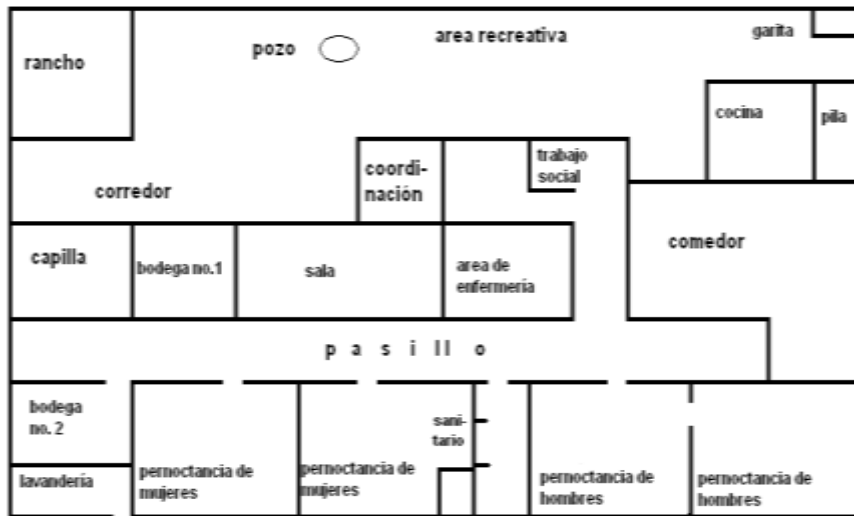 area recreativa
garita
pozo
rancho
cocina
pila
trabajo
social
coordi-
nación
corredor
comedor
capilla
bodega no.1
sala
area de
enfermería
pasillo
bodega
no. 2
sani-
tario
lavandería
pernoctancia de
mujeres
pernoctancia de
mujeres
pernoctancia de
hombres
pernoctancia de
hombres